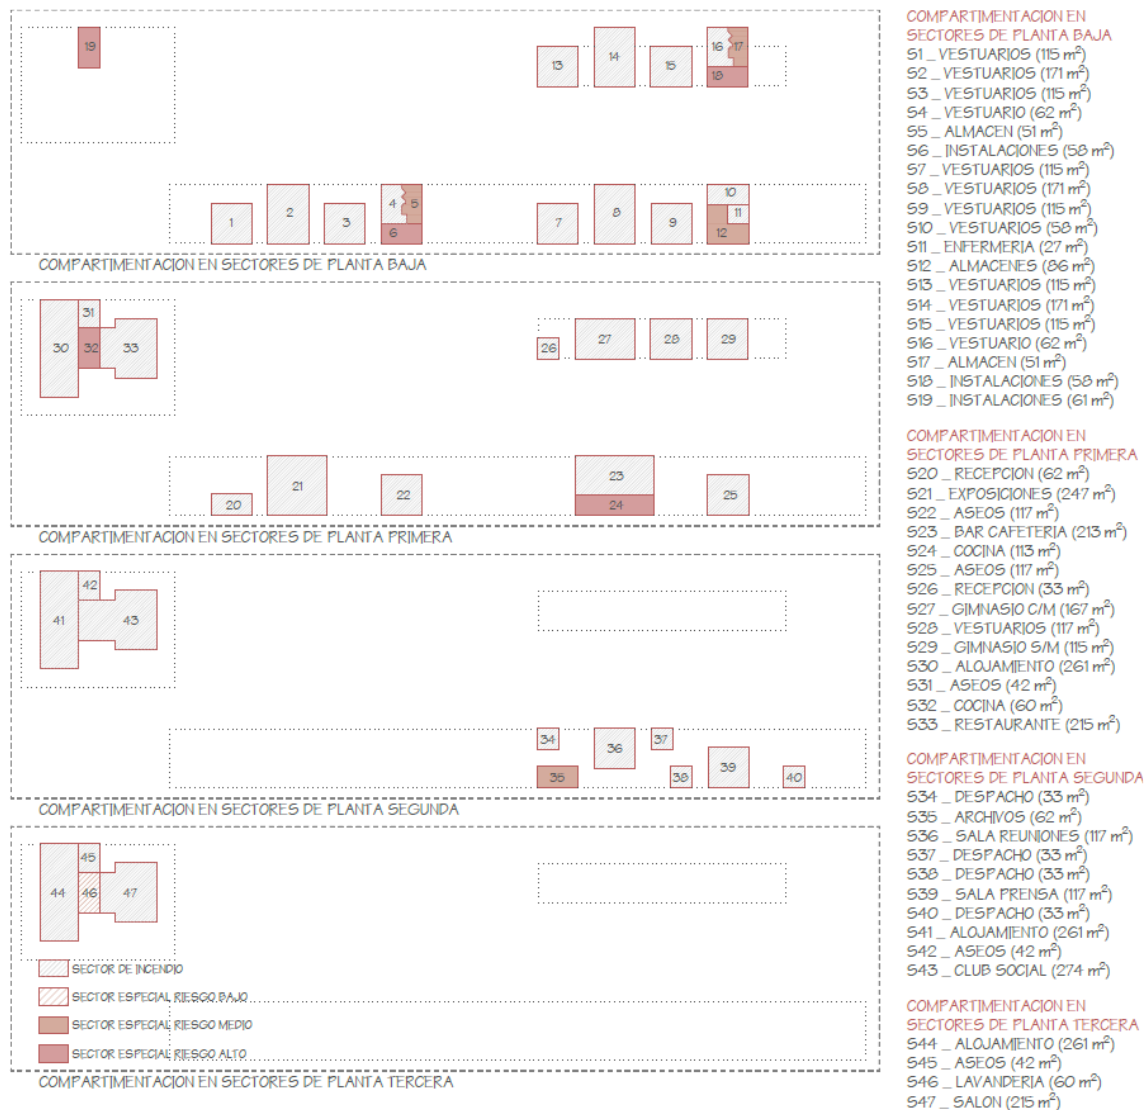 19
13
14
15
16
17
18
1
2
3
4
5
6
7
8
9
10
11
12
COMPARTIMENTACION EN SECTORES DE PLANTA BAJA
30
31
32
33
26
27
28
29
20
21
22
23
24
25
COMPARTIMENTACION EN SECTORES DE PLANTA PRIMERA
41
42
43
34
35
36
37
38
39
40
COMPARTIMENTACION EN SECTORES DE PLANTA SEGUNDA
44
45
46
47
SECTOR DE INCENDIO
SECTOR ESPECIAL RIESGO BAJO
SECTOR ESPECIAL RIESGO MEDIO
SECTOR ESPECIAL RIESGO ALTO
COMPARTIMENTACION EN SECTORES DE PLANTA TERCERA
COMPARTIMENTACION EN
SECTORES DE PLANTA BAJA
S1 _ VESTUARIOS (115 m²)
S2 _ VESTUARIOS (171 m²)
S3 _ VESTUARIOS (115 m²)
S4 _ VESTUARIO (62 m²)
S5 _ ALMACEN (51 m²)
S6 _ INSTALACIONES (58 m²)
S7 _ VESTUARIOS (115 m²)
S8 _ VESTUARIOS (171 m²)
S9 _ VESTUARIOS (115 m²)
S10 _ VESTUARIOS (58 m²)
S11 _ ENFERMERIA (27 m²)
S12 _ ALMACENES (86 m²)
S13 _ VESTUARIOS (115 m²)
S14 _ VESTUARIOS (171 m²)
S15 _ VESTUARIOS (115 m²)
S16 _ VESTUARIO (62 m²)
S17 _ ALMACEN (51 m²)
S18 _ INSTALACIONES (58 m²)
S19 _ INSTALACIONES (61 m²)
COMPARTIMENTACION EN
SECTORES DE PLANTA PRIMERA
S20 _ RECEPCION (62 m²)
S21 _ EXPOSICIONES (247 m²)
S22 _ ASEOS (117 m²)
S23 _ BAR CAFETERIA (213 m²)
S24 _ COCINA (113 m²)
S25 _ ASEOS (117 m²)
S26 _ RECEPCION (33 m²)
S27 _ GIMNASIO C/M (167 m²)
S28 _ VESTUARIOS (117 m²)
S29 _ GIMNASIO S/M (115 m²)
S30 _ ALOJAMIENTO (261 m²)
S31 _ ASEOS (42 m²)
S32 _ COCINA (60 m²)
S33 _ RESTAURANTE (215 m²)
COMPARTIMENTACION EN
SECTORES DE PLANTA SEGUNDA
S34 _ DESPACHO (33 m²)
S35 _ ARCHIVOS (62 m²)
S36 _ SALA REUNIONES (117 m²)
S37 _ DESPACHO (33 m²)
S38 _ DESPACHO (33 m²)
S39 _ SALA PRENSA (117 m²)
S40 _ DESPACHO (33 m²)
S41 _ ALOJAMIENTO (261 m²)
S42 _ ASEOS (42 m²)
S43 _ CLUB SOCIAL (274 m²)
COMPARTIMENTACION EN
SECTORES DE PLANTA TERCERA
S44 _ ALOJAMIENTO (261 m²)
S45 _ ASEOS (42 m²)
S46 _ LAVANDERIA (60 m²)
S47 _ SALON (215 m²)